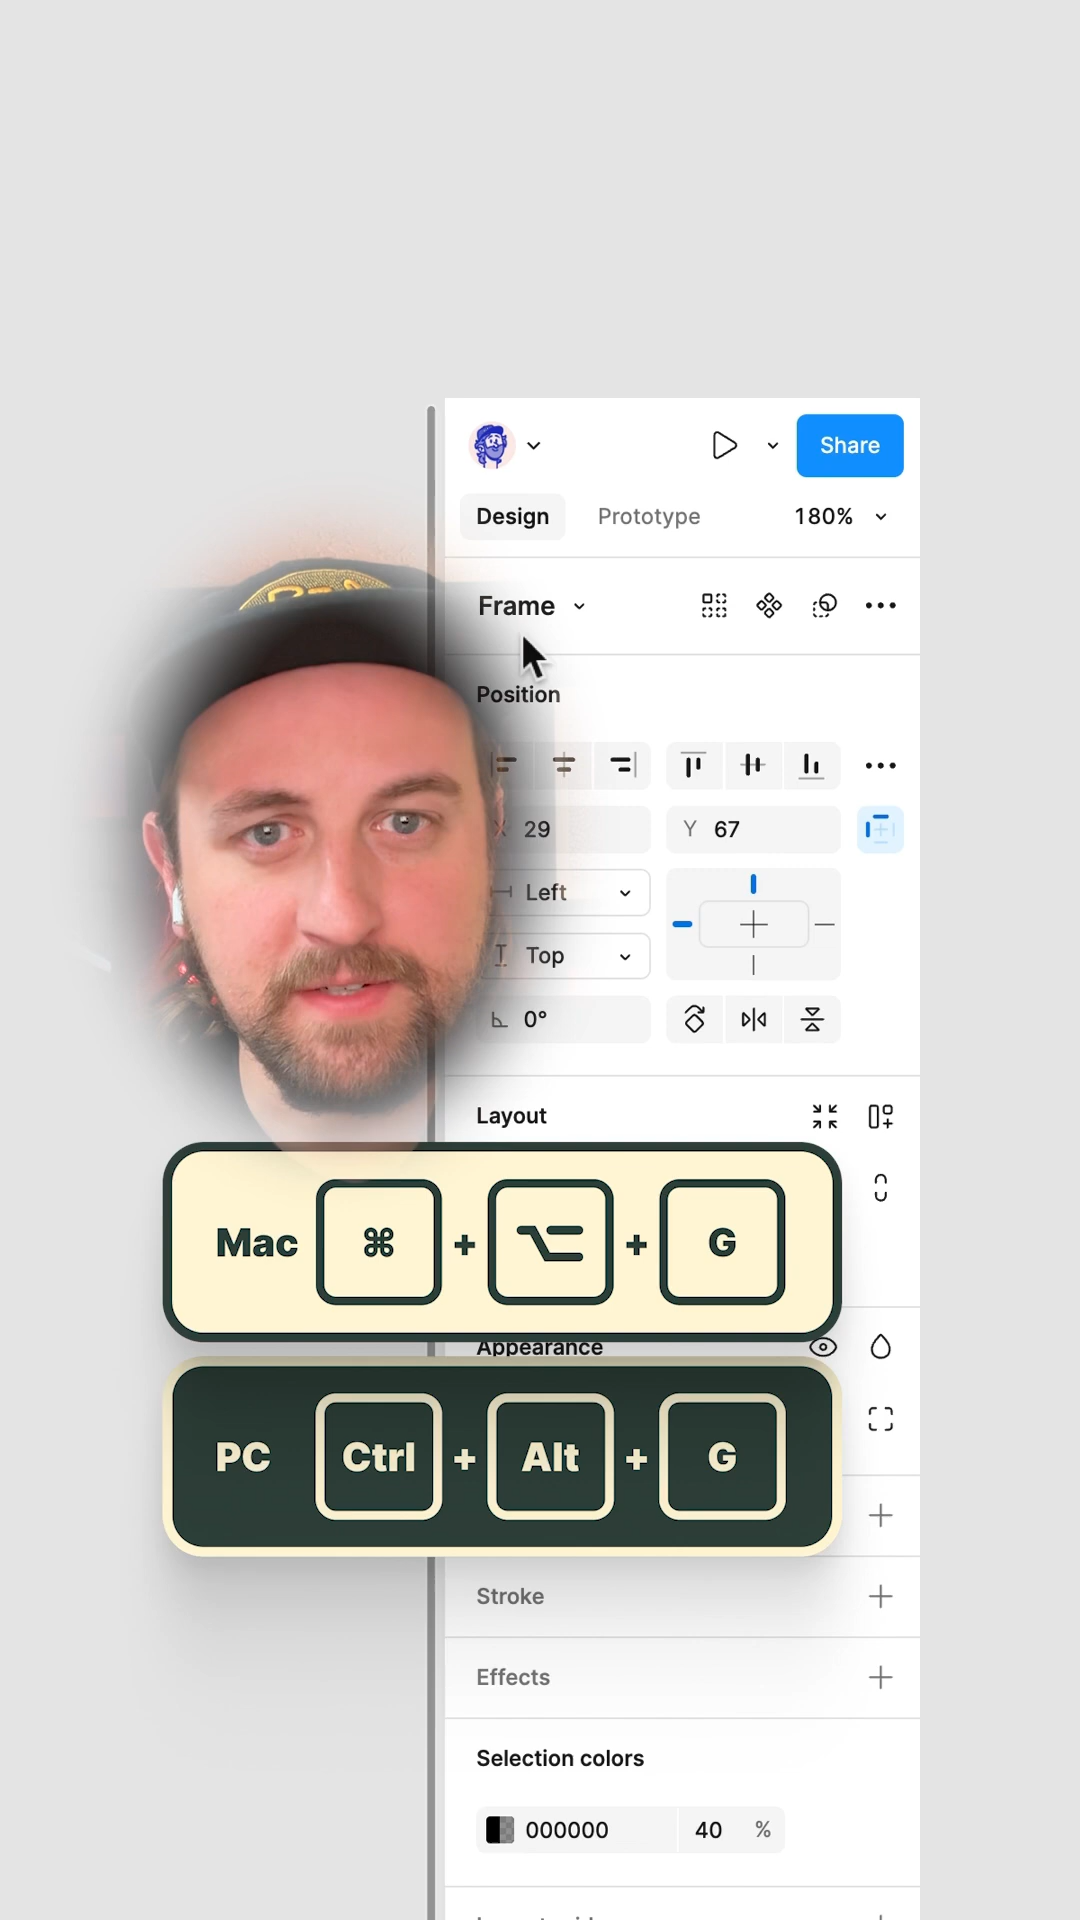 Share
Design Prototype 180%
Frame
Position
X 29 Y 67
Left
Top
0°
Layout
Mac ⌘ + ⌥ + G
Appearance
PC Ctrl + Alt + G
Stroke
Effects
Selection colors
000000 40 %